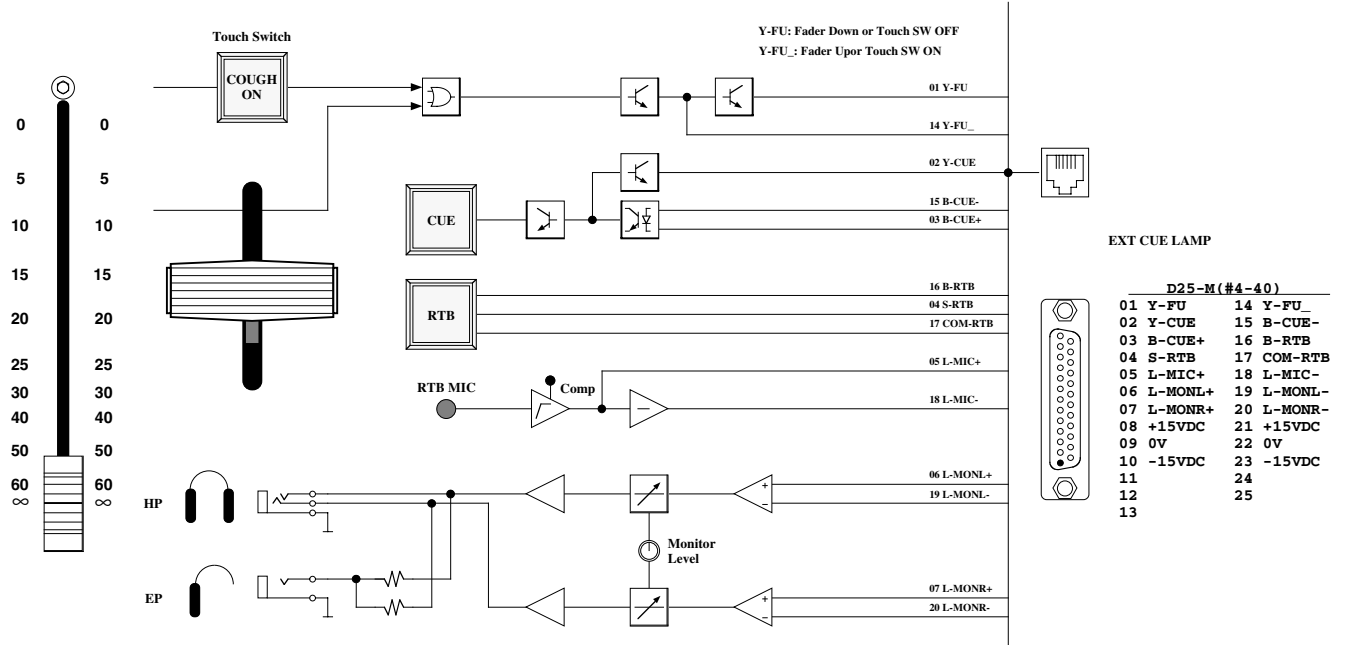 Touch Switch
Y-FU: Fader Down or Touch SW OFF
Y-FU_: Fader Upor Touch SW ON
COUGH
ON
01 Y-FU
14 Y-FU_
02 Y-CUE
CUE
15 B-CUE-
03 B-CUE+
0 0
5 5
10 10
15 15
20 20
25 25
30 30
40 40
50 50
60 60
∞ ∞
RTB
16 B-RTB
04 S-RTB
17 COM-RTB
RTB MIC
Comp
05 L-MIC+
18 L-MIC-
HP
06 L-MONL+
19 L-MONL-
+
−
Monitor
Level
EP
07 L-MONR+
20 L-MONR-
+
−
EXT CUE LAMP
D25-M(#4-40)
01 Y-FU 14 Y-FU_
02 Y-CUE 15 B-CUE-
03 B-CUE+ 16 B-RTB
04 S-RTB 17 COM-RTB
05 L-MIC+ 18 L-MIC-
06 L-MONL+ 19 L-MONL-
07 L-MONR+ 20 L-MONR-
08 +15VDC 21 +15VDC
09 0V 22 0V
10 -15VDC 23 -15VDC
11 24
12 25
13